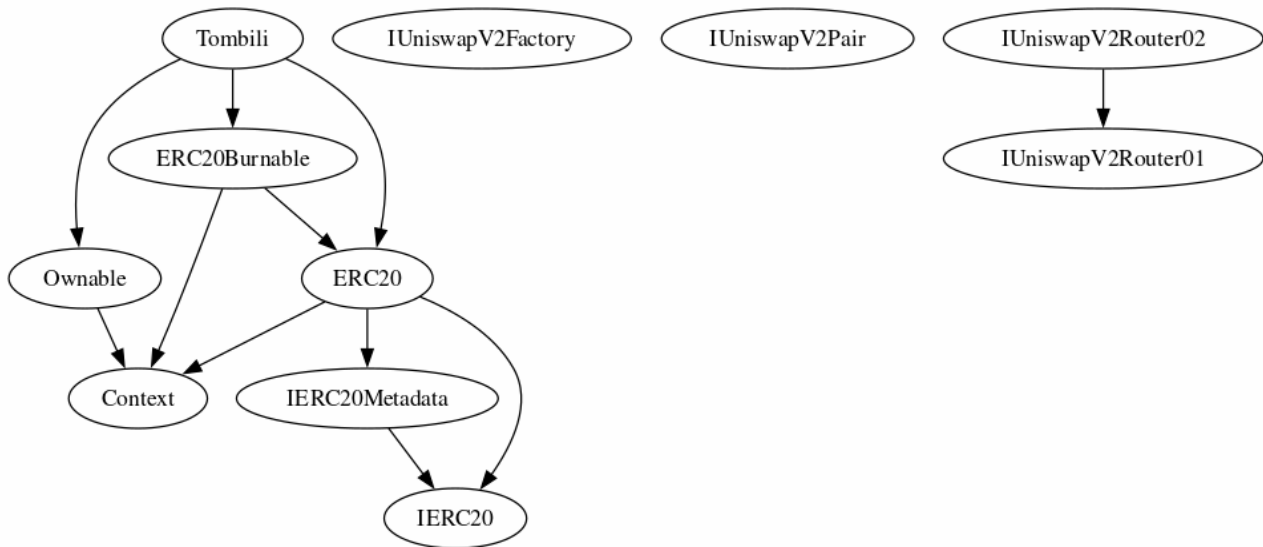 Tombili
IUniswapV2Factory
IUniswapV2Pair
IUniswapV2Router02
ERC20Burnable
IUniswapV2Router01
Ownable
ERC20
Context
IERC20Metadata
IERC20